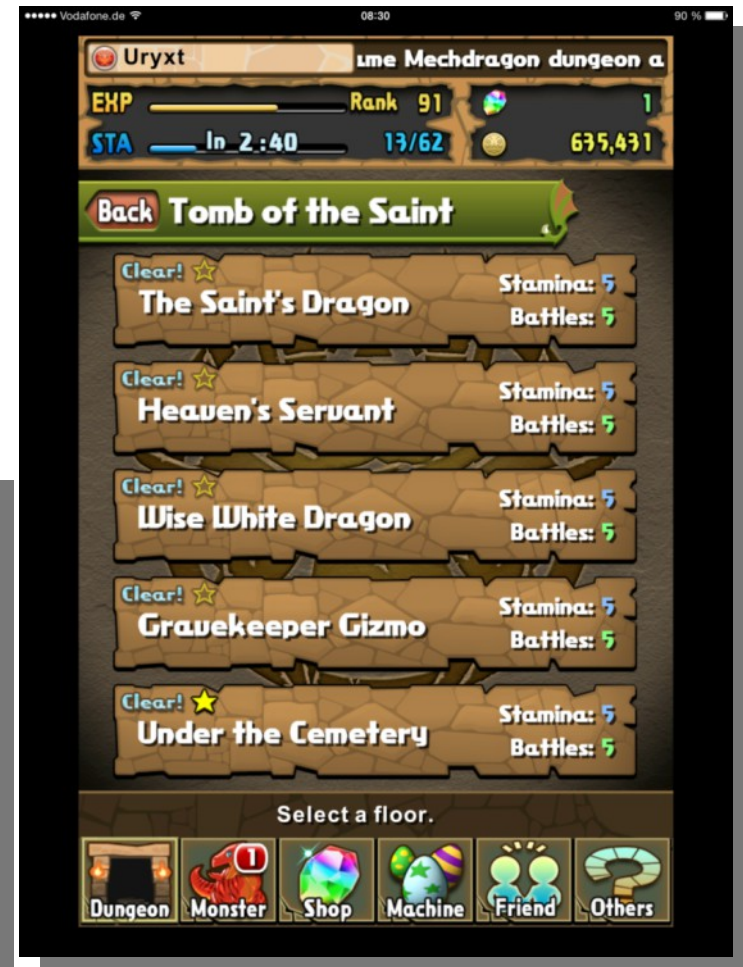 Vodafone.de 08:30 90 %
Uryxt ume Mechdragon dungeon a
EXP Rank 91 1
STA In 2:40 13/62 635,431
Back Tomb of the Saint
Clear!
The Saint's Dragon
Stamina: 5
Battles: 5
Clear!
Heaven's Servant
Stamina: 5
Battles: 5
Clear!
Wise White Dragon
Stamina: 5
Battles: 5
Clear!
Gravekeeper Gizmo
Stamina: 5
Battles: 5
Clear!
Under the Cemetery
Stamina: 5
Battles: 5
Select a floor.
1
Dungeon Monster Shop Machine Friend Others